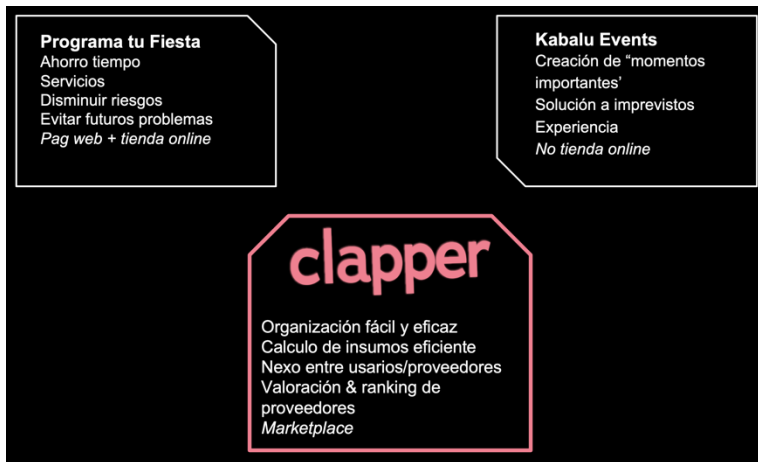 Programa tu Fiesta
Ahorro tiempo
Servicios
Disminuir riesgos
Evitar futuros problemas
Pag web + tienda online
Kabalu Events
Creación de “momentos
importantes’
Solución a imprevistos
Experiencia
No tienda online
clapper
Organización fácil y eficaz
Calculo de insumos eficiente
Nexo entre usarios/proveedores
Valoración & ranking de
proveedores
Marketplace